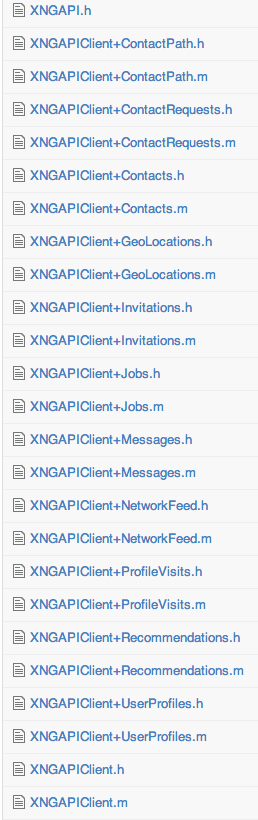 XNGAPI.h
XNGAPIClient+ContactPath.h
XNGAPIClient+ContactPath.m
XNGAPIClient+ContactRequests.h
XNGAPIClient+ContactRequests.m
XNGAPIClient+Contacts.h
XNGAPIClient+Contacts.m
XNGAPIClient+GeoLocations.h
XNGAPIClient+GeoLocations.m
XNGAPIClient+Invitations.h
XNGAPIClient+Invitations.m
XNGAPIClient+Jobs.h
XNGAPIClient+Jobs.m
XNGAPIClient+Messages.h
XNGAPIClient+Messages.m
XNGAPIClient+NetworkFeed.h
XNGAPIClient+NetworkFeed.m
XNGAPIClient+ProfileVisits.h
XNGAPIClient+ProfileVisits.m
XNGAPIClient+Recommendations.h
XNGAPIClient+Recommendations.m
XNGAPIClient+UserProfiles.h
XNGAPIClient+UserProfiles.m
XNGAPIClient.h
XNGAPIClient.m